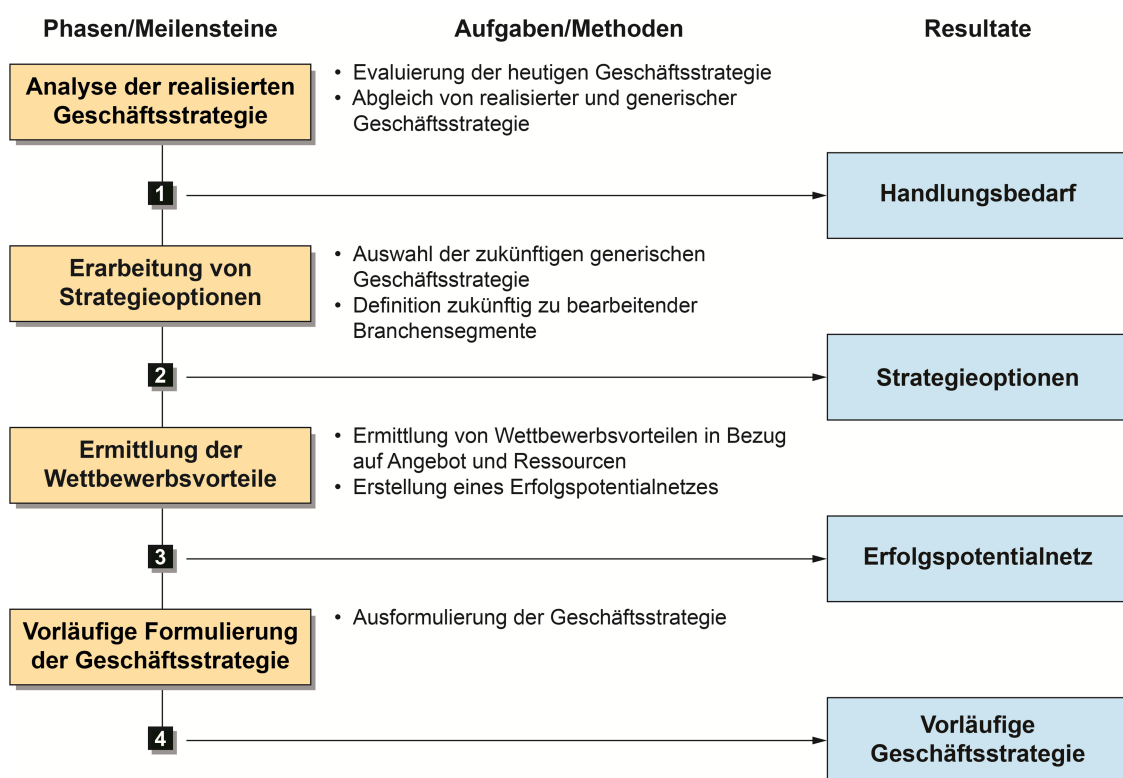 Phasen/Meilensteine
Aufgaben/Methoden
Resultate
Analyse der realisierten
Geschäftsstrategie
• Evaluierung der heutigen Geschäftsstrategie
• Abgleich von realisierter und generischer
Geschäftsstrategie
1
Handlungsbedarf
Erarbeitung von
Strategieoptionen
• Auswahl der zukünftigen generischen
Geschäftsstrategie
• Definition zukünftig zu bearbeitender
Branchensegmente
2
Strategieoptionen
Ermittlung der
Wettbewerbsvorteile
• Ermittlung von Wettbewerbsvorteilen in Bezug
auf Angebot und Ressourcen
• Erstellung eines Erfolgspotentialnetzes
3
Erfolgspotentialnetz
Vorläufige Formulierung
der Geschäftsstrategie
• Ausformulierung der Geschäftsstrategie
4
Vorläufige
Geschäftsstrategie